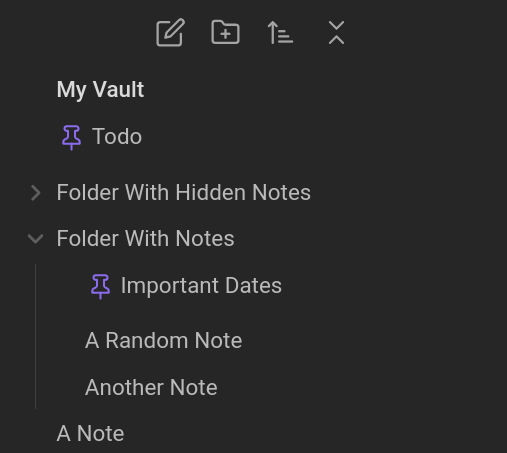 My Vault
Todo
Folder With Hidden Notes
Folder With Notes
Important Dates
A Random Note
Another Note
A Note